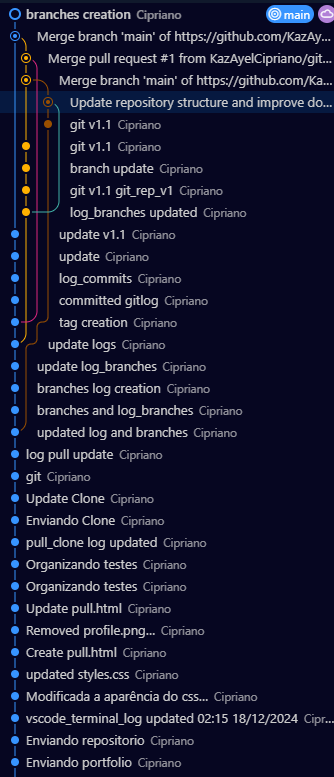 branches creation Cipriano main
Merge branch 'main' of https://github.com/KazAy...
Merge pull request #1 from KazAyelCipriano/git...
Merge branch 'main' of https://github.com/Ka...
Update repository structure and improve do...
git v1.1 Cipriano
git v1.1 Cipriano
branch update Cipriano
git v1.1 git_rep_v1 Cipriano
log_branches updated Cipriano
update v1.1 Cipriano
update Cipriano
log_commits Cipriano
committed gitlog Cipriano
tag creation Cipriano
update logs Cipriano
update log_branches Cipriano
branches log creation Cipriano
branches and log_branches Cipriano
updated log and branches Cipriano
log pull update Cipriano
git Cipriano
Update Clone Cipriano
Enviando Clone Cipriano
pull_clone log updated Cipriano
Organizando testes Cipriano
Organizando testes Cipriano
Update pull.html Cipriano
Removed profile.png... Cipriano
Create pull.html Cipriano
updated styles.css Cipriano
Modificada a aparência do css... Cipriano
vscode_terminal_log updated 02:15 18/12/2024 Cipr...
Enviando repositorio Cipriano
Enviando portfolio Cipriano